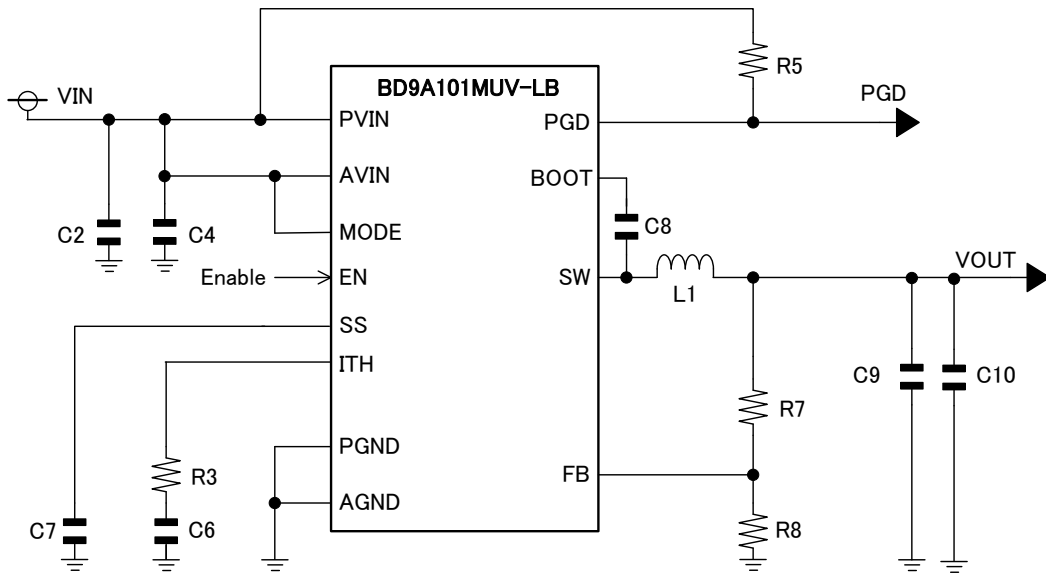 BD9A101MUV-LB
VIN
R5
PGD
PVIN
PGD
AVIN
BOOT
C2
C4
MODE
C8
Enable
EN
SW
L1
VOUT
SS
ITH
C9
C10
R7
PGND
R3
FB
AGND
C7
C6
R8